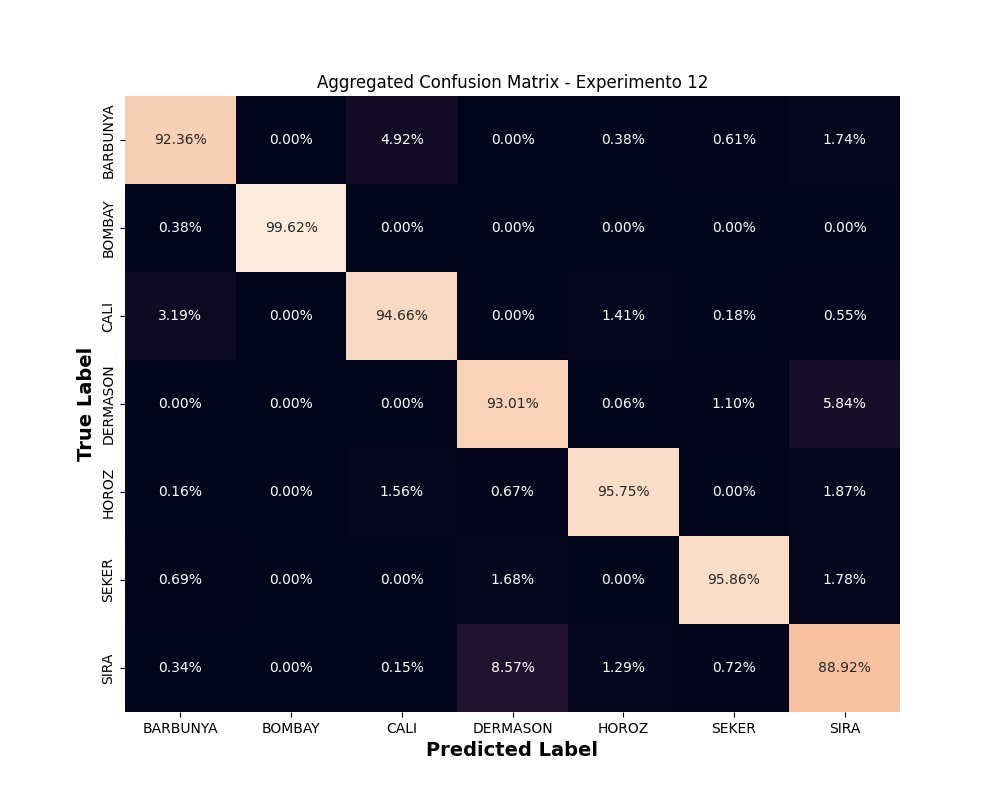 Aggregated Confusion Matrix - Experimento 12
BARBUNYA 92.36% 0.00% 4.92% 0.00% 0.38% 0.61% 1.74%
BOMBAY 0.38% 99.62% 0.00% 0.00% 0.00% 0.00% 0.00%
CALI 3.19% 0.00% 94.66% 0.00% 1.41% 0.18% 0.55%
DERMASON 0.00% 0.00% 0.00% 93.01% 0.06% 1.10% 5.84%
HOROZ 0.16% 0.00% 1.56% 0.67% 95.75% 0.00% 1.87%
SEKER 0.69% 0.00% 0.00% 1.68% 0.00% 95.86% 1.78%
SIRA 0.34% 0.00% 0.15% 8.57% 1.29% 0.72% 88.92%
True Label
BARBUNYA BOMBAY CALI DERMASON HOROZ SEKER SIRA
Predicted Label